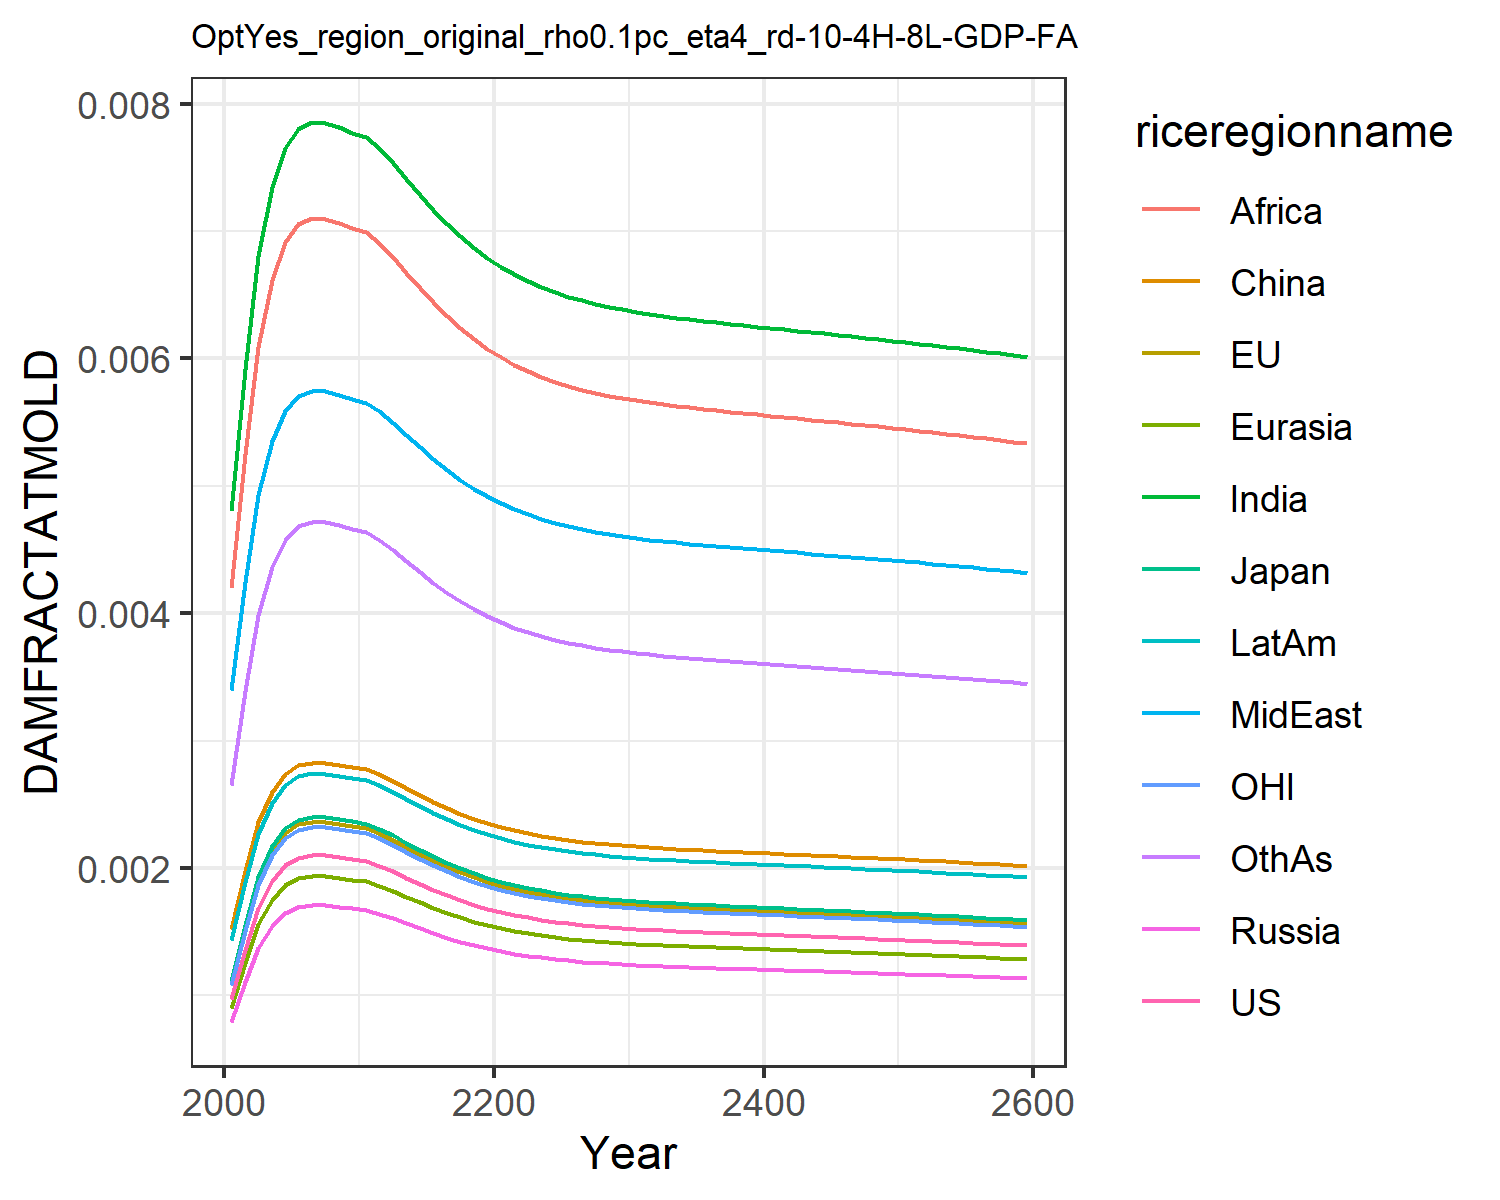 OptYes_region_original_rho0.1pc_eta4_rd-10-4H-8L-GDP-FA
0.008
0.006
0.004
0.002
DAMFRACTATMOLD
2000 2200 2400 2600
Year
riceregionname
Africa
China
EU
Eurasia
India
Japan
LatAm
MidEast
OHI
OthAs
Russia
US